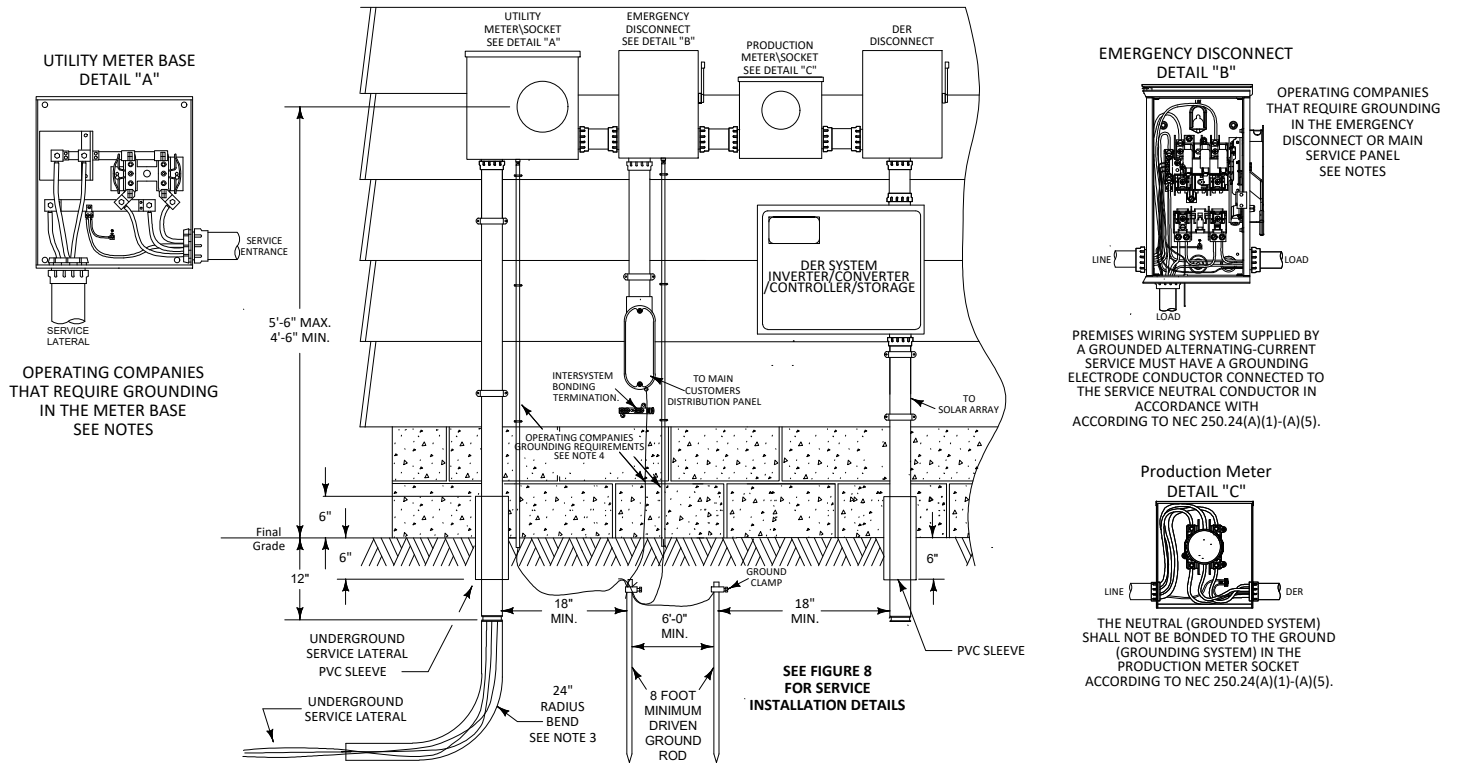 UTILITY METER BASE
DETAIL "A"
SERVICE
ENTRANCE
SERVICE
LATERAL
OPERATING COMPANIES
THAT REQUIRE GROUNDING
IN THE METER BASE
SEE NOTES
UTILITY
METER\SOCKET
SEE DETAIL "A"
EMERGENCY
DISCONNECT
SEE DETAIL "B"
PRODUCTION
METER\SOCKET
SEE DETAIL "C"
DER
DISCONNECT
5'-6" MAX.
4'-6" MIN.
DER SYSTEM
INVERTER/CONVERTER
/CONTROLLER/STORAGE
INTERSYSTEM
BONDING
TERMINATION.
TO MAIN
CUSTOMERS
DISTRIBUTION PANEL
TO
SOLAR ARRAY
OPERATING COMPANIES
GROUNDING REQUIREMENTS
SEE NOTE 4
6"
Final
Grade
6"
12"
6"
GROUND
CLAMP
18"
MIN.
6'-0"
MIN.
18"
MIN.
UNDERGROUND
SERVICE LATERAL
PVC SLEEVE
PVC SLEEVE
UNDERGROUND
SERVICE LATERAL
24"
RADIUS
BEND
SEE NOTE 3
8 FOOT
MINIMUM
DRIVEN
GROUND
ROD
SEE FIGURE 8
FOR SERVICE
INSTALLATION DETAILS
EMERGENCY DISCONNECT
DETAIL "B"
OPERATING COMPANIES
THAT REQUIRE GROUNDING
IN THE EMERGENCY
DISCONNECT OR MAIN
SERVICE PANEL
SEE NOTES
LINE
LOAD
LOAD
PREMISES WIRING SYSTEM SUPPLIED BY
A GROUNDED ALTERNATING-CURRENT
SERVICE MUST HAVE A GROUNDING
ELECTRODE CONDUCTOR CONNECTED TO
THE SERVICE NEUTRAL CONDUCTOR IN
ACCORDANCE WITH
ACCORDING TO NEC 250.24(A)(1)-(A)(5).
Production Meter
DETAIL "C"
LINE
DER
THE NEUTRAL (GROUNDED SYSTEM)
SHALL NOT BE BONDED TO THE GROUND
(GROUNDING SYSTEM) IN THE
PRODUCTION METER SOCKET
ACCORDING TO NEC 250.24(A)(1)-(A)(5).